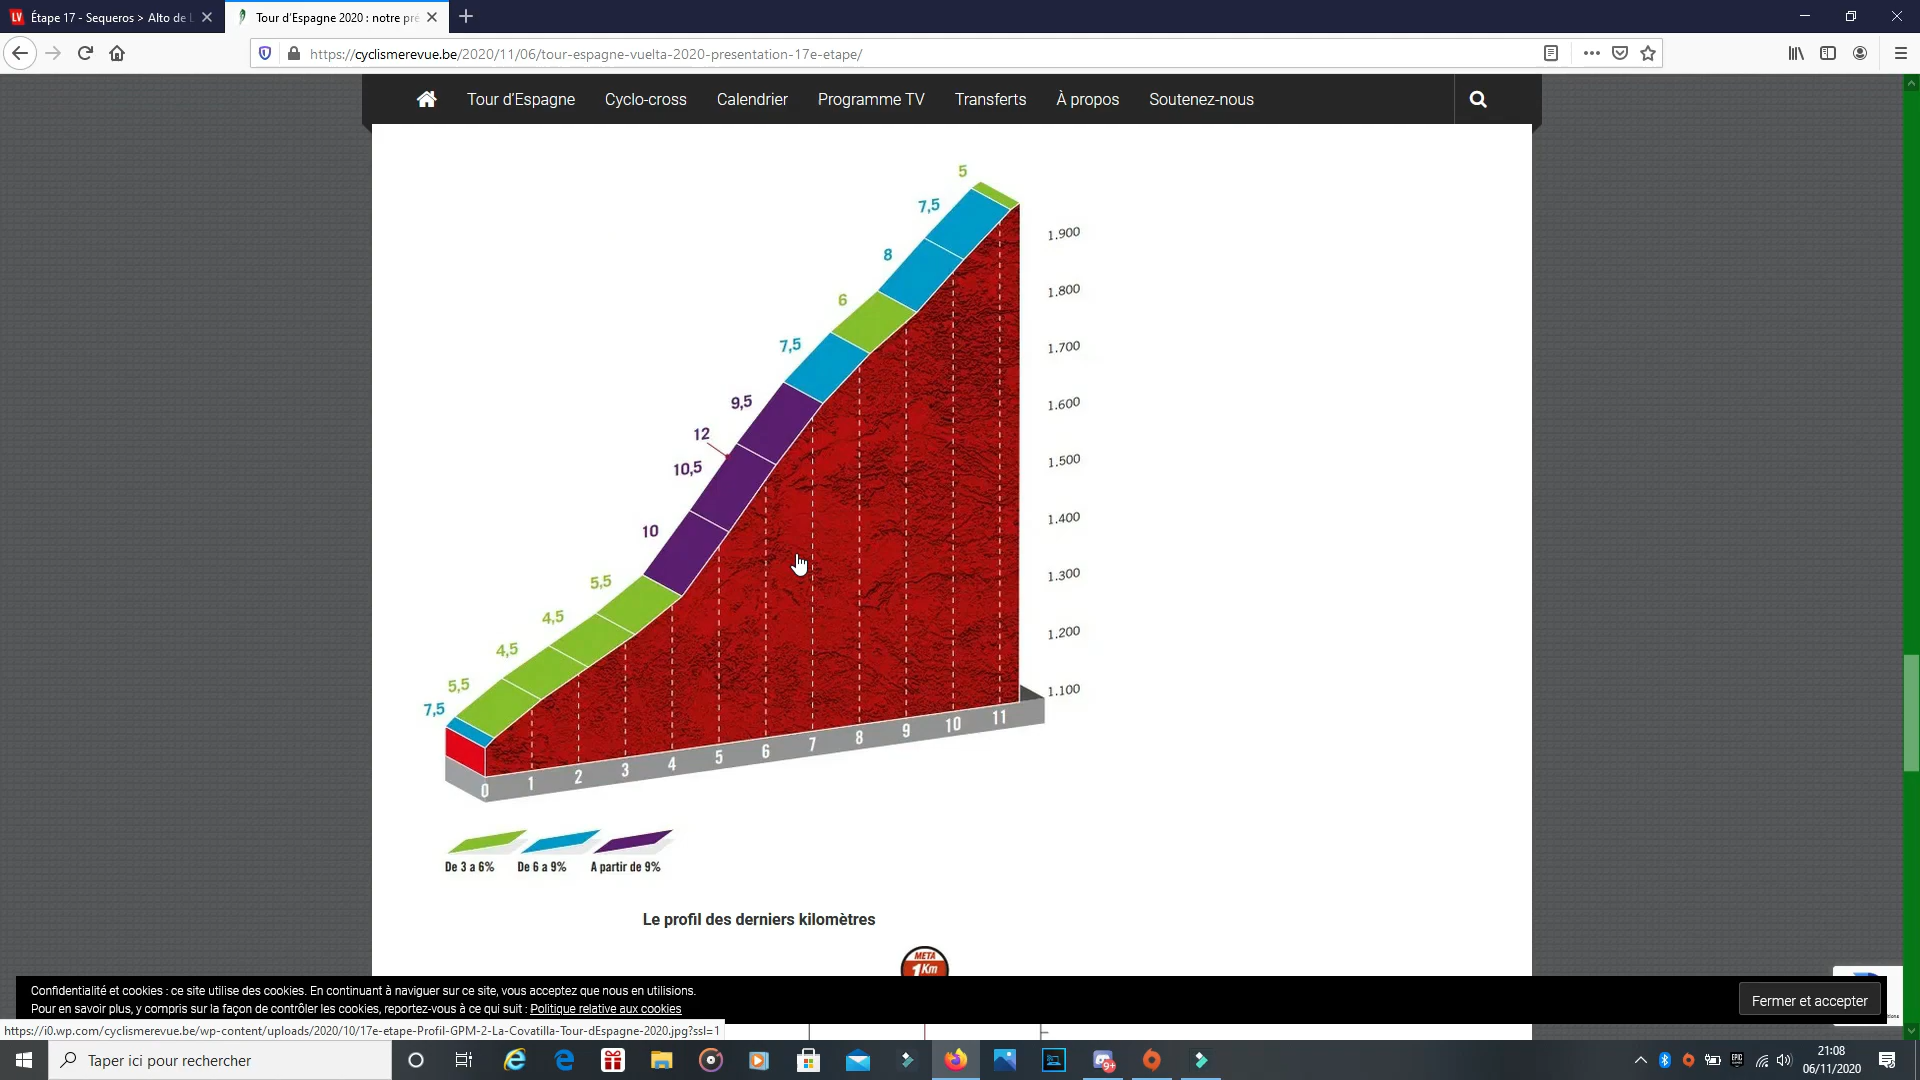 Étape 17 - Sequeros > Alto de L
Tour d'Espagne 2020 : notre pré
https://cyclismerevue.be/2020/11/06/tour-espagne-vuelta-2020-presentation-17e-etape/
Tour d'Espagne Cyclo-cross Calendrier Programme TV Transferts À propos Soutenez-nous
5
7,5
1.900
8
1.800
6
7,5
1.700
9,5
1.600
12
10,5
1.500
10
1.400
5,5
1.300
4,5
1.200
4,5
5,5
1.100
7,5
0 1 2 3 4 5 6 7 8 9 10 11
De 3 a 6% De 6 a 9% A partir de 9%
Le profil des derniers kilomètres
META
1Km
Confidentialité et cookies : ce site utilise des cookies. En continuant à naviguer sur ce site, vous acceptez que nous en utilisions.
Pour en savoir plus, y compris sur la façon de contrôler les cookies, reportez-vous à ce qui suit : Politique relative aux cookies
Fermer et accepter
https://i0.wp.com/cyclismerevue.be/wp-content/uploads/2020/10/17e-etape-Profil-GPM-2-La-Covatilla-Tour-dEspagne-2020.jpg?ssl=1
Taper ici pour rechercher
9+
EPIC
21:08
06/11/2020